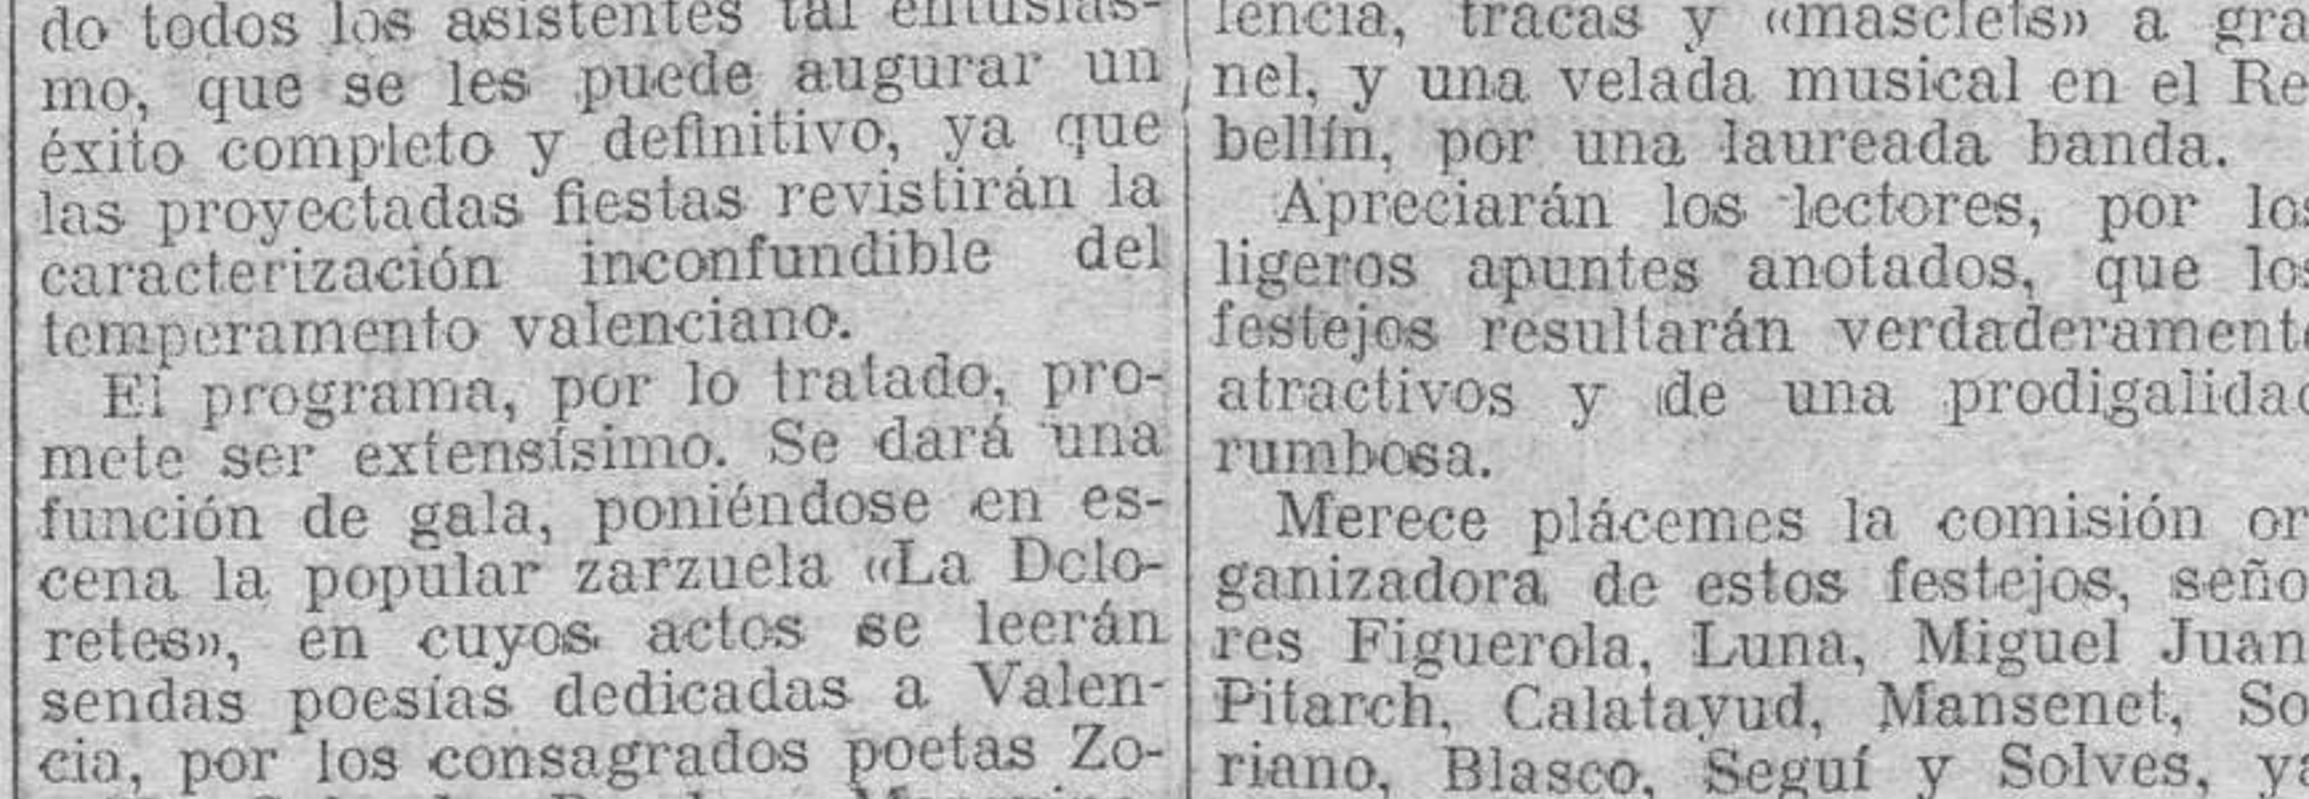 do todos los asistentes tal entusias-
mo, que se les puede augurar un
éxito completo y definitivo, ya que
las proyectadas fiestas revistirán la
caracterización inconfundible del
temperamento valenciano.
El programa, por lo tratado, pro-
mete ser extensísimo. Se dará una
función de gala, poniéndose en es-
cena la popular zarzuela «La Dolo-
retes», en cuyos actos se leerán
sendas poesías dedicadas a Valen-
cia, por los consagrados poetas Zo-
lencia, tracas y «masclets» a gra
nel, y una velada musical en el Re
bellín, por una laureada banda.
Apreciarán los lectores, por los
ligeros apuntes anotados, que los
festejos resultarán verdaderamente
atractivos y de una prodigalidad
rumbosa.
Merece plácemes la comisión or
ganizadora de estos festejos, seño
res Figuerola, Luna, Miguel Juan
Pitarch, Calatayud, Mansenet, So
riano, Blasco, Seguí y Solves, ya